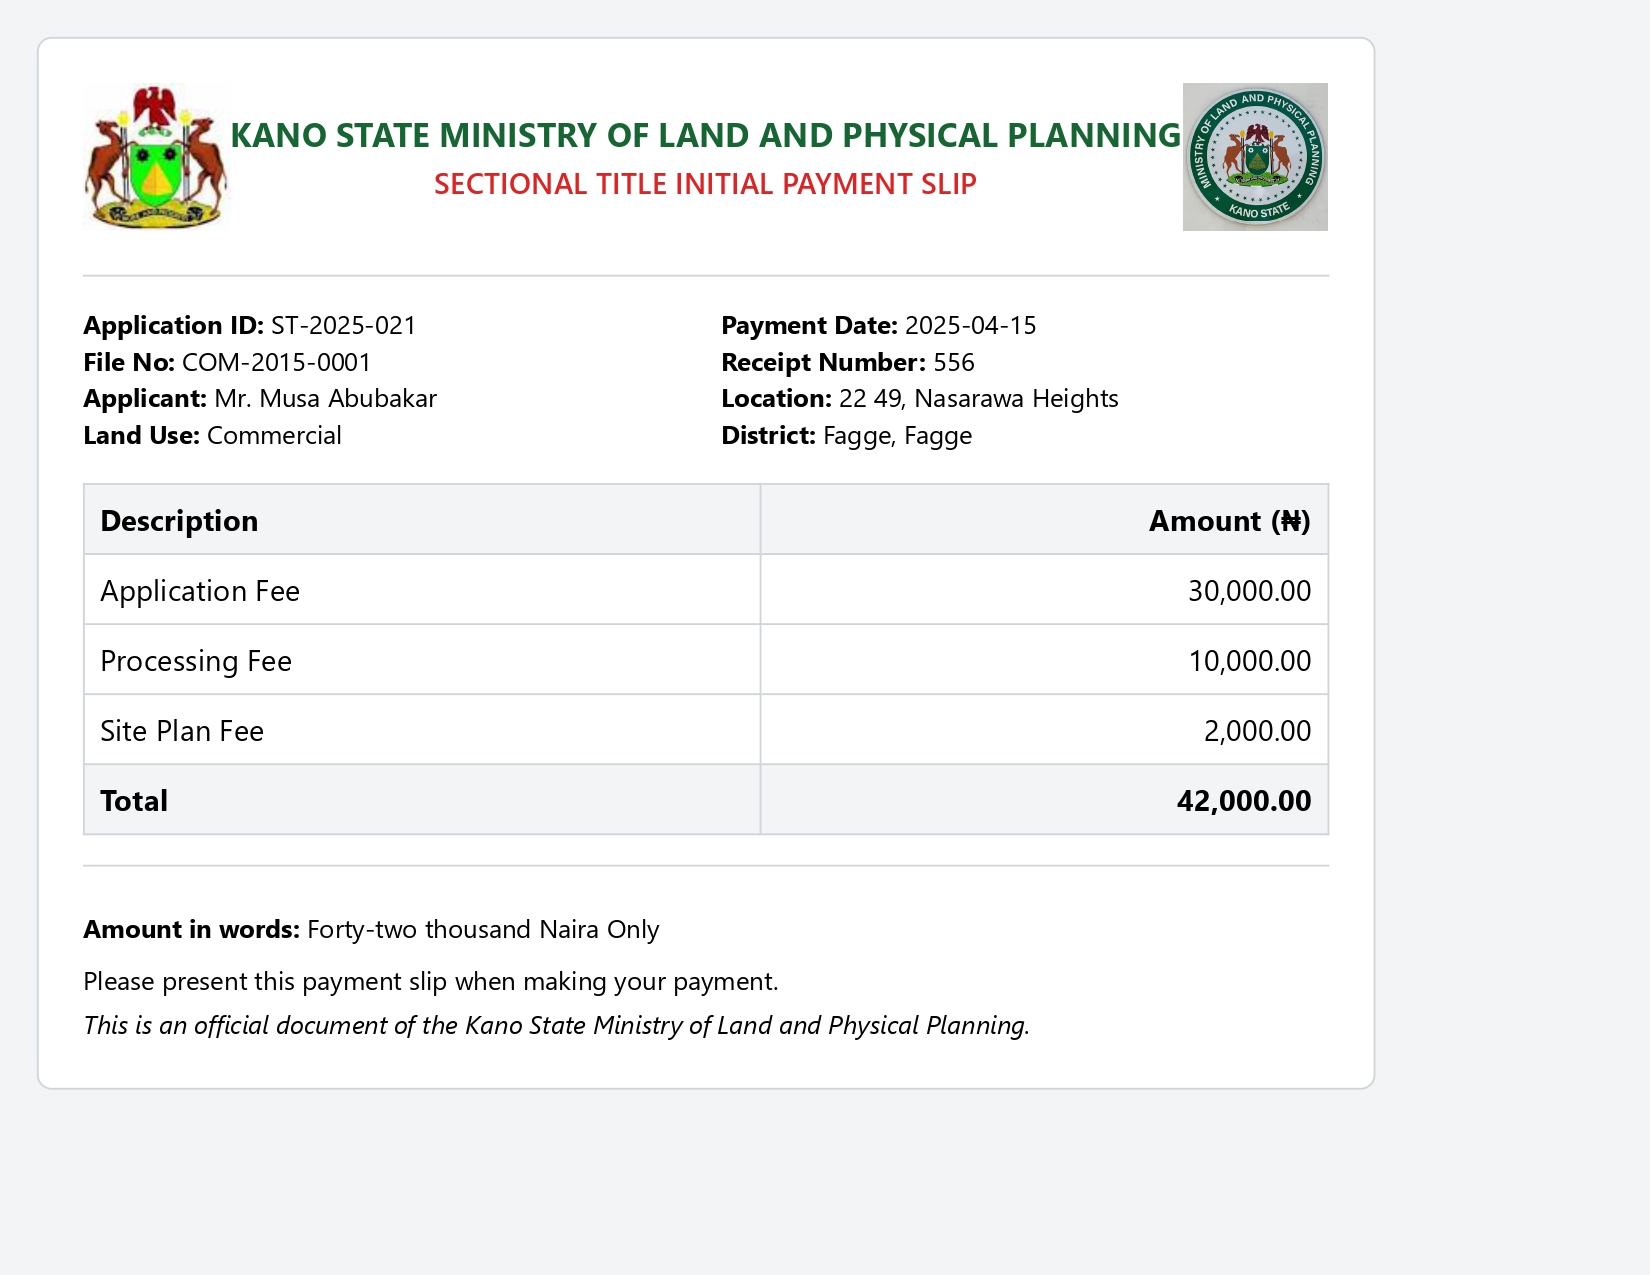 KANO STATE MINISTRY OF LAND AND PHYSICAL PLANNING
SECTIONAL TITLE INITIAL PAYMENT SLIP
MINISTRY OF LAND AND PHYSICAL PLANNING
KANO STATE
Application ID: ST-2025-021
File No: COM-2015-0001
Applicant: Mr. Musa Abubakar
Land Use: Commercial
Payment Date: 2025-04-15
Receipt Number: 556
Location: 22 49, Nasarawa Heights
District: Fagge, Fagge
Description Amount (₦)
Application Fee 30,000.00
Processing Fee 10,000.00
Site Plan Fee 2,000.00
Total 42,000.00
Amount in words: Forty-two thousand Naira Only
Please present this payment slip when making your payment.
This is an official document of the Kano State Ministry of Land and Physical Planning.